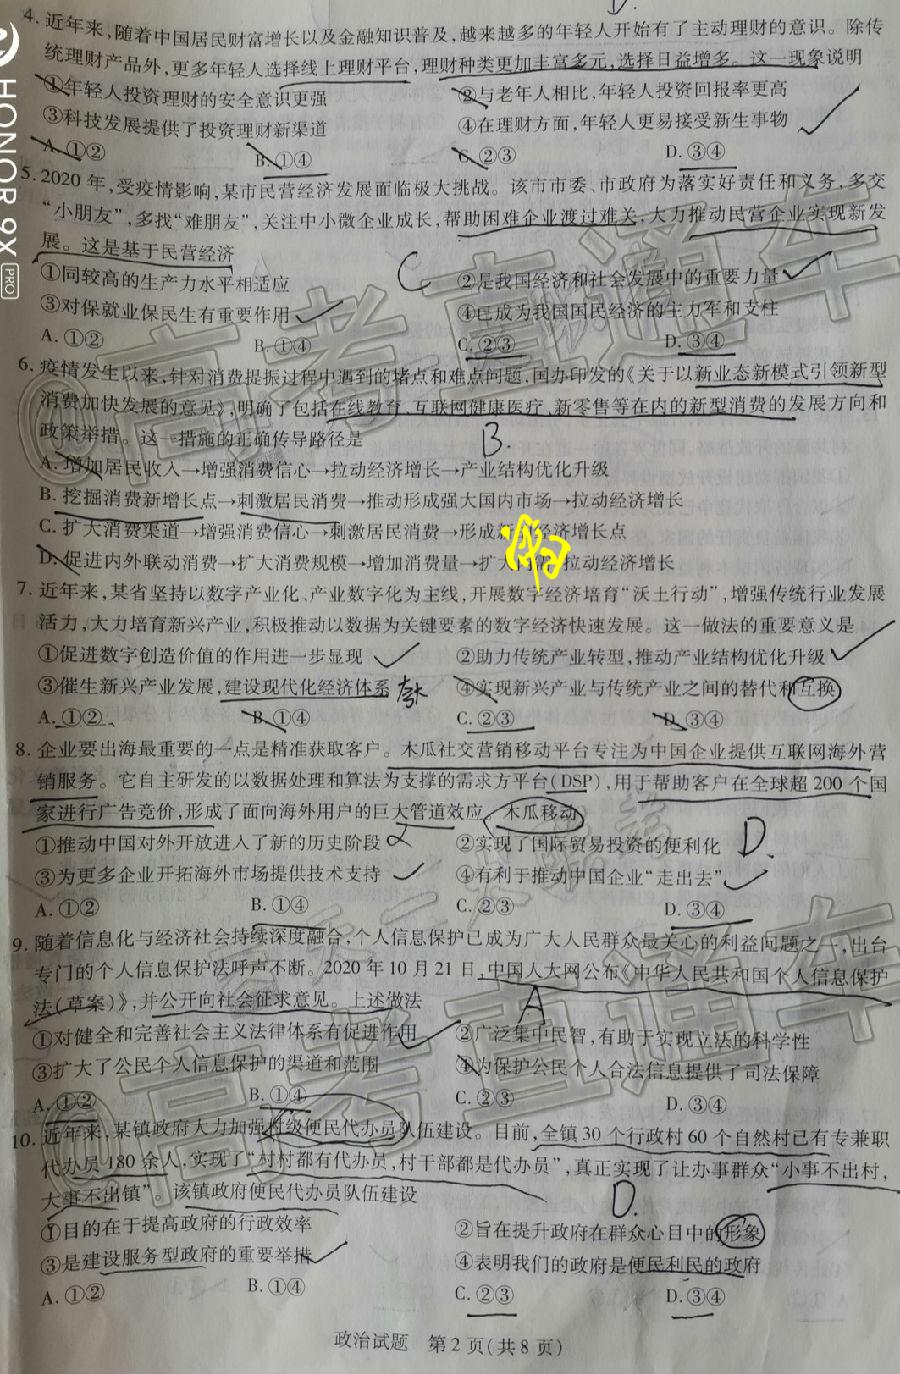 4. 近年来,随着中国居民财富增长以及金融知识普及,越来越多的年轻人开始有了主动理财的意识。除传
统理财产品外,更多年轻人选择线上理财平台,理财种类更加丰富多元,选择日益增多。这一现象说明
①年轻人投资理财的安全意识更强 ②与老年人相比,年轻人投资回报率更高
③科技发展提供了投资理财新渠道 ④在理财方面,年轻人更易接受新生事物
A. ①② B. ①④ C. ②③ D. ③④
5. 2020 年,受疫情影响,某市民营经济发展面临极大挑战。该市市委、市政府为落实好责任和义务,多交
“小朋友”,多找“难朋友”,关注中小微企业成长,帮助困难企业渡过难关,大力推动民营企业实现新发
展。这是基于民营经济
C
①同较高的生产力水平相适应 ②是我国经济和社会发展中的重要力量
③对保就业保民生有重要作用 ④已成为我国国民经济的主力军和支柱
A. ①② B. ①④ C. ②③ D. ③④
6. 疫情发生以来,针对消费提振过程中遇到的堵点和难点问题,国办印发的《关于以新业态新模式引领新型
消费加快发展的意见》,明确了包括在线教育、互联网健康医疗、新零售等在内的新型消费的发展方向和
政策举措。这一措施的正确传导路径是
B.
A. 增加居民收入→增强消费信心→拉动经济增长→产业结构优化升级
B. 挖掘消费新增长点→刺激居民消费→推动形成强大国内市场→拉动经济增长
C. 扩大消费渠道→增强消费信心→刺激居民消费→形成新的经济增长点
D. 促进内外联动消费→扩大消费规模→增加消费量→扩大 拉动经济增长
7. 近年来,某省坚持以数字产业化、产业数字化为主线,开展数字经济培育“沃土行动”,增强传统行业发展
活力,大力培育新兴产业,积极推动以数据为关键要素的数字经济快速发展。这一做法的重要意义是
①促进数字创造价值的作用进一步显现 ②助力传统产业转型,推动产业结构优化升级
③催生新兴产业发展,建设现代化经济体系 ④实现新兴产业与传统产业之间的替代和互换
A. ①② B. ①④ C. ②③ D. ③④
8. 企业要出海最重要的一点是精准获取客户。木瓜社交营销移动平台专注为中国企业提供互联网海外营
销服务。它自主研发的以数据处理和算法为支撑的需求方平台(DSP),用于帮助客户在全球超 200 个国
家进行广告竞价,形成了面向海外用户的巨大管道效应。木瓜移动
D.
①推动中国对外开放进入了新的历史阶段 ②实现了国际贸易投资的便利化
③为更多企业开拓海外市场提供技术支持 ④有利于推动中国企业“走出去”
A. ①② B. ①④ C. ②③ D. ③④
9. 随着信息化与经济社会持续深度融合,个人信息保护已成为广大人民群众最关心的利益问题之一,出台
专门的个人信息保护法呼声不断。2020 年 10 月 21 日,中国人大网公布《中华人民共和国个人信息保护
法(草案)》,并公开向社会征求意见。上述做法
A
①对健全和完善社会主义法律体系有促进作用 ②广泛集中民智,有助于实现立法的科学性
③扩大了公民个人信息保护的渠道和范围 ④为保护公民个人合法信息提供了司法保障
A. ①② B. ①④ C. ②③ D. ③④
10. 近年来,某镇政府大力加强村级便民代办员队伍建设。目前,全镇 30 个行政村 60 个自然村已有专兼职
代办员 180 余人,实现了“村村都有代办员,村干部都是代办员”,真正实现了让办事群众“小事不出村,
大事不出镇”。该镇政府便民代办员队伍建设
D.
①目的在于提高政府的行政效率 ②旨在提升政府在群众心目中的形象
③是建设服务型政府的重要举措 ④表明我们的政府是便民利民的政府
A. ①② B. ①④ C. ②③ D. ③④
政治试题 第 2 页(共 8 页)
HONOR 9X PRO
@高考直通车
@高考直通车